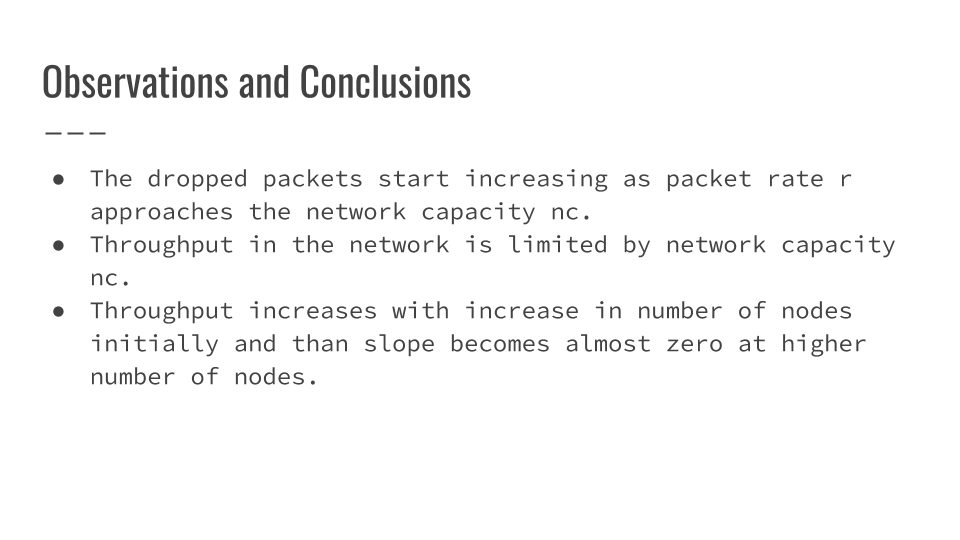 Observations and Conclusions
___
● The dropped packets start increasing as packet rate r
approaches the network capacity nc.
● Throughput in the network is limited by network capacity
nc.
● Throughput increases with increase in number of nodes
initially and than slope becomes almost zero at higher
number of nodes.